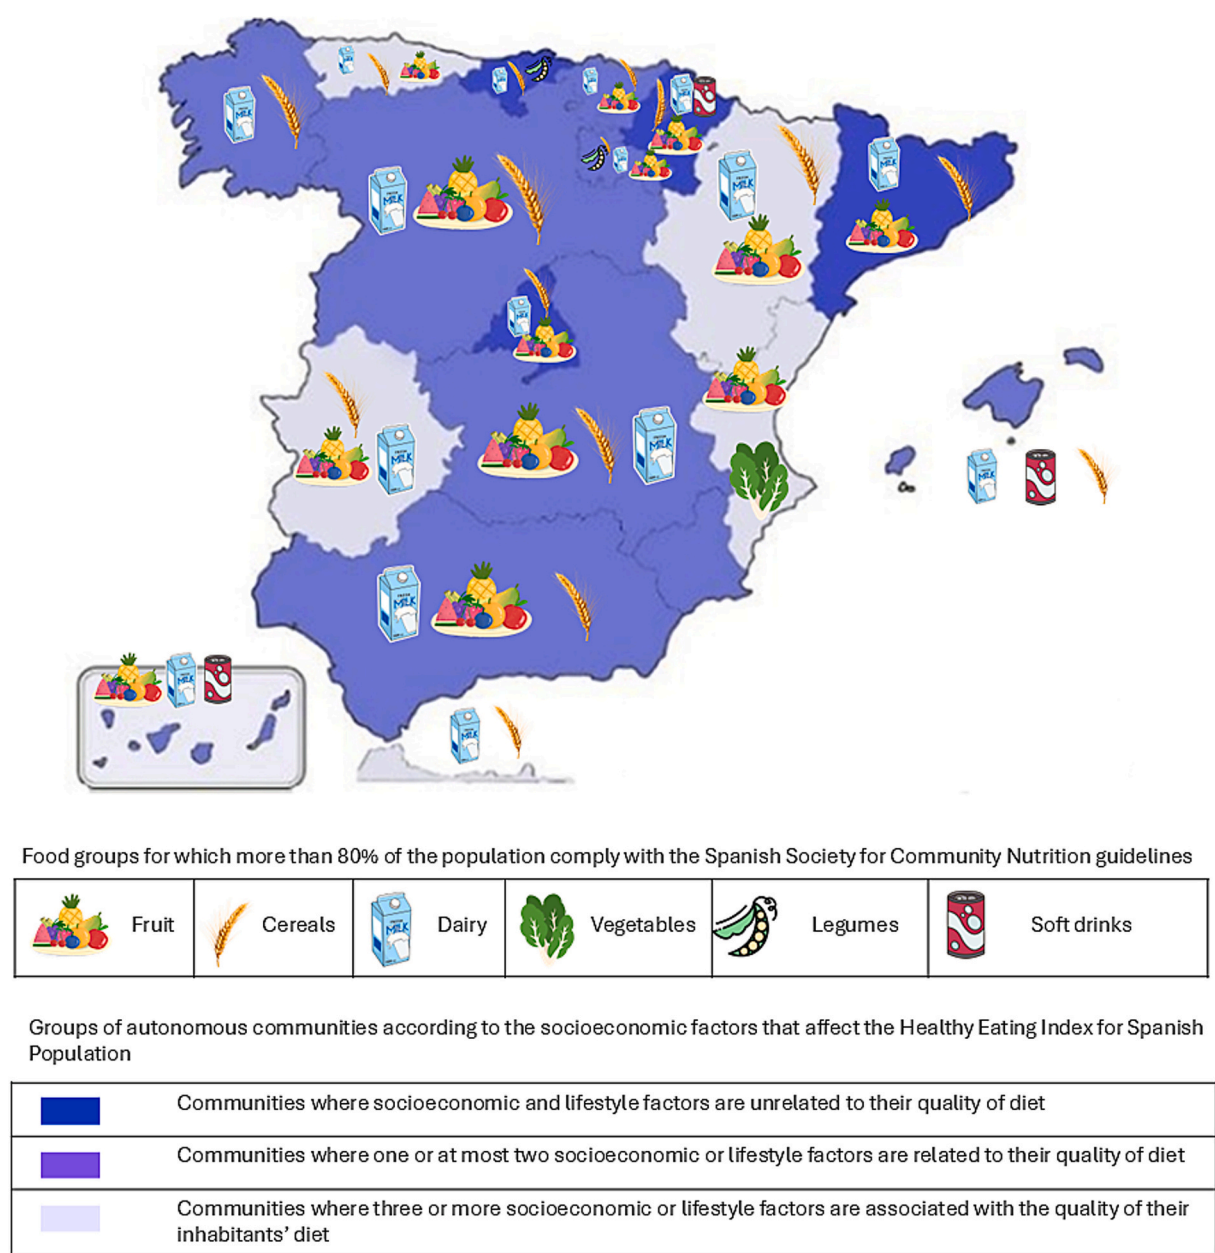 FRESH
MILK
Food groups for which more than 80% of the population comply with the Spanish Society for Community Nutrition guidelines
Fruit
Cereals
Dairy
Vegetables
Legumes
Soft drinks
Groups of autonomous communities according to the socioeconomic factors that affect the Healthy Eating Index for Spanish
Population
Communities where socioeconomic and lifestyle factors are unrelated to their quality of diet
Communities where one or at most two socioeconomic or lifestyle factors are related to their quality of diet
Communities where three or more socioeconomic or lifestyle factors are associated with the quality of their
inhabitants’ diet